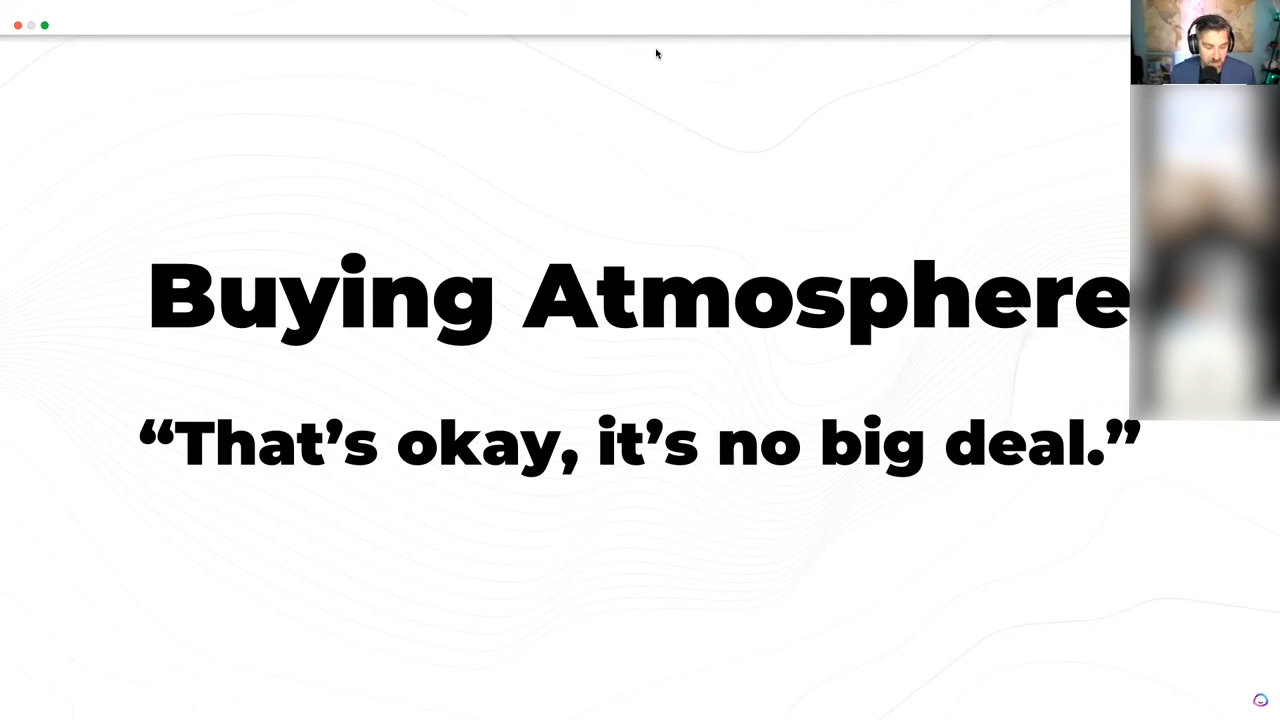 Buying Atmosphere
“That’s okay, it’s no big deal.”